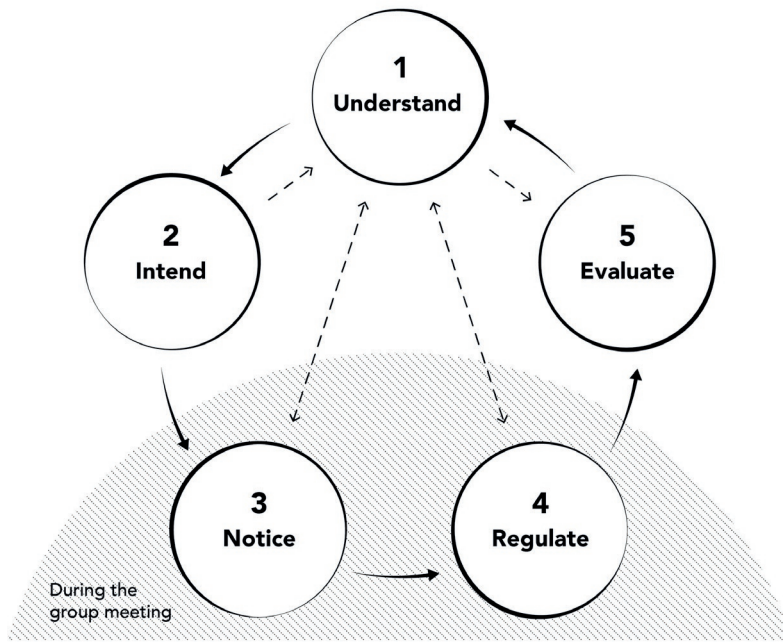 1
Understand
2
Intend
5
Evaluate
3
Notice
4
Regulate
During the
group meeting